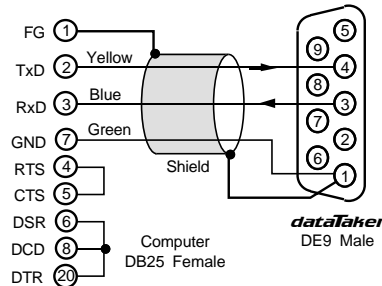 FG 1
TxD 2 Yellow
RxD 3 Blue
GND 7 Green
RTS 4
CTS 5
DSR 6
DCD 8
DTR 20
Shield
Computer
DB25 Female
5
9
4
8
3
7
2
6
1
dataTaker
DE9 Male